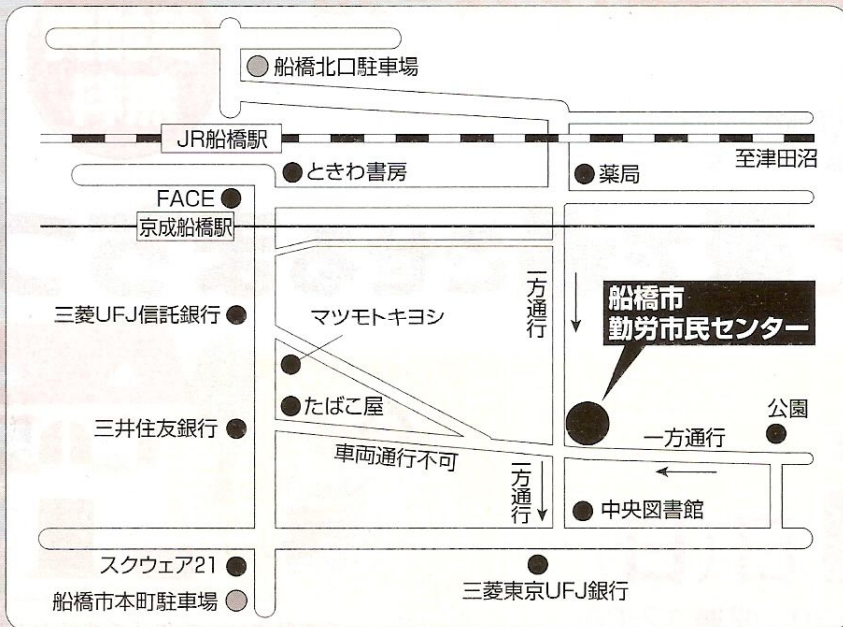 船橋北口駐車場
JR船橋駅
至津田沼
ときわ書房
薬局
FACE
京成船橋駅
一方通行
船橋市
勤労市民センター
三菱UFJ信託銀行
マツモトキヨシ
たばこ屋
公園
三井住友銀行
一方通行
車両通行不可
一方通行
中央図書館
スクウェア21
三菱東京UFJ銀行
船橋市本町駐車場